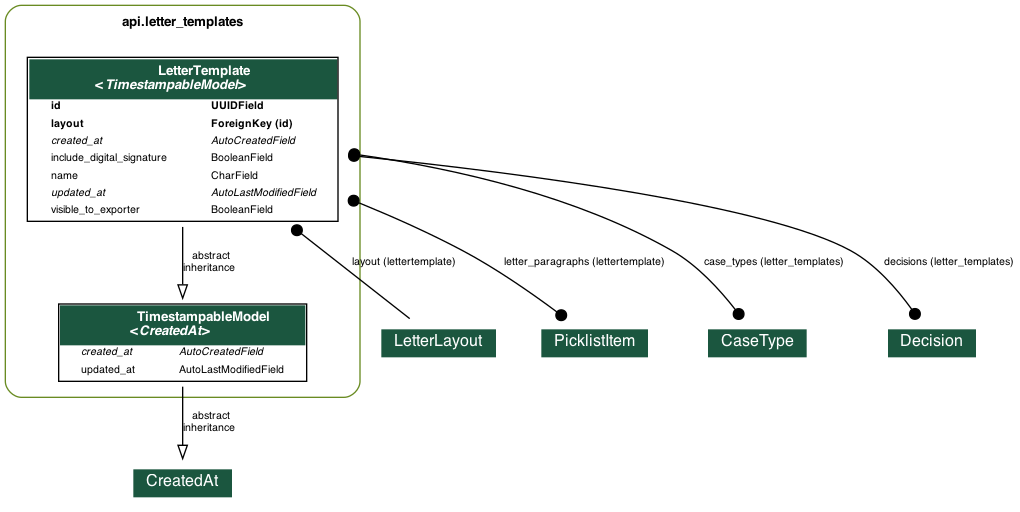 api.letter_templates
LetterTemplate
<TimestampableModel>
id UUIDField
layout ForeignKey (id)
created_at AutoCreatedField
include_digital_signature BooleanField
name CharField
updated_at AutoLastModifiedField
visible_to_exporter BooleanField
abstract
inheritance
layout (lettertemplate)
letter_paragraphs (lettertemplate)
case_types (letter_templates)
decisions (letter_templates)
TimestampableModel
<CreatedAt>
created_at AutoCreatedField
updated_at AutoLastModifiedField
LetterLayout
PicklistItem
CaseType
Decision
abstract
inheritance
CreatedAt